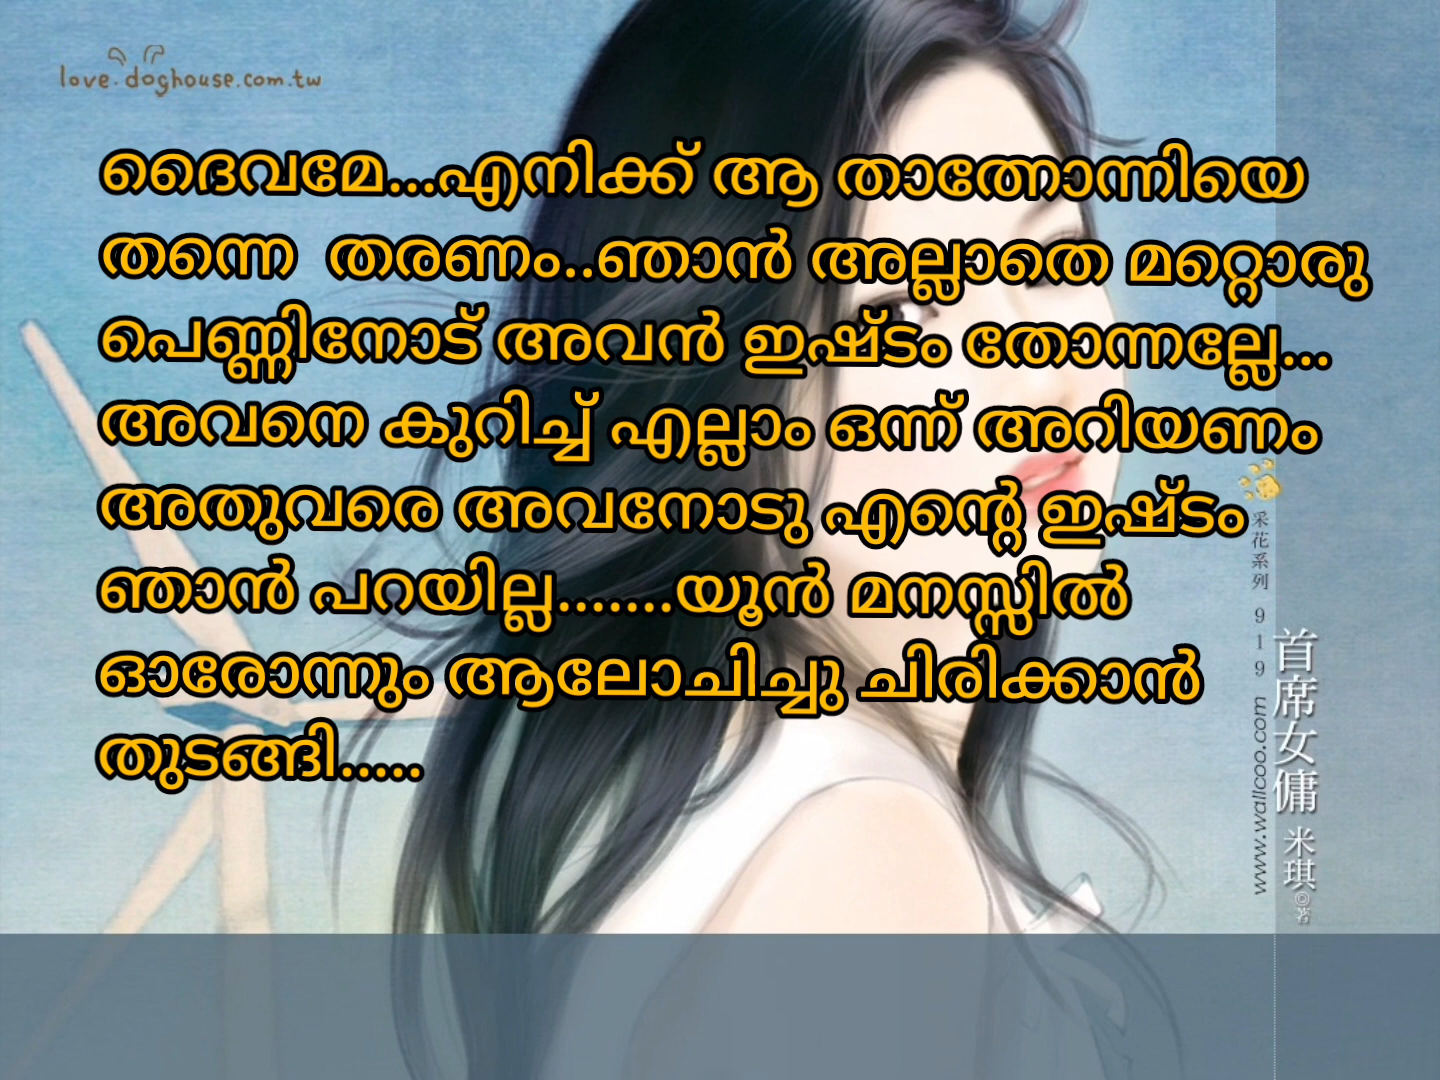 love.doghouse.com.tw
ദൈവമേ...എനിക്ക് ആ താന്തോന്നിയെ
തന്നെ തരണം..ഞാൻ അല്ലാതെ മറ്റൊരു
പെണ്ണിനോട് അവൻ ഇഷ്ടം തോന്നല്ലേ...
അവനെ കുറിച്ച് എല്ലാം ഒന്ന് അറിയണം
അതുവരെ അവനോടു എന്റെ ഇഷ്ടം
ഞാൻ പറയില്ല.......യൂൻ മനസ്സിൽ
ഓരോന്നും ആലോചിച്ചു ചിരിക്കാൻ
തുടങ്ങി.....
采花系列 919
www.wallcoo.com
首席女傭
米琪◎著